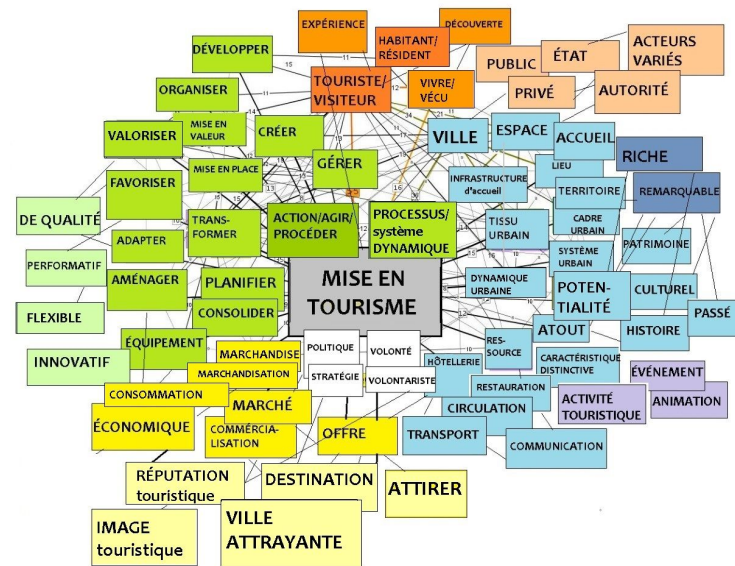 EXPÉRIENCE
DÉCOUVERTE
HABITANT/
RÉSIDENT
DÉVELOPPER
TOURISTE/
VISITEUR
VIVRE/
VÉCU
PUBLIC
ÉTAT
ACTEURS
VARIÉS
PRIVÉ
AUTORITÉ
ORGANISER
MISE EN
VALEUR
VALORISER
CRÉER
GÉRER
VILLE
ESPACE
ACCUEIL
LIEU
RICHE
REMARQUABLE
MISE EN PLACE
FAVORISER
INFRASTRUCTURE
d'accueil
TERRITOIRE
DE QUALITÉ
TRANS-
FORMER
ACTION/AGIR/
PROCÉDER
PROCESSUS/
système
DYNAMIQUE
TISSU
URBAIN
CADRE
URBAIN
ADAPTER
SYSTÈME
URBAIN
PATRIMOINE
PERFORMATIF
AMÉNAGER
PLANIFIER
MISE EN
TOURISME
DYNAMIQUE
URBAINE
POTEN-
TIALITÉ
CULTUREL
PASSÉ
FLEXIBLE
CONSOLIDER
ATOUT
HISTOIRE
INNOVATIF
ÉQUIPEMENT
MARCHANDISE
POLITIQUE
VOLONTÉ
RES-
SOURCE
HÔTELLERIE
CARACTÉRISTIQUE
DISTINCTIVE
ÉVÉNEMENT
MARCHANDISATION
STRATÉGIE
VOLONTARISTE
RESTAURATION
ACTIVITÉ
TOURISTIQUE
ANIMATION
CONSOMMATION
MARCHÉ
CIRCULATION
ÉCONOMIQUE
COMMÉRCIA-
LISATION
OFFRE
TRANSPORT
COMMUNICATION
RÉPUTATION
touristique
DESTINATION
ATTIRER
IMAGE
touristique
VILLE
ATTRAYANTE